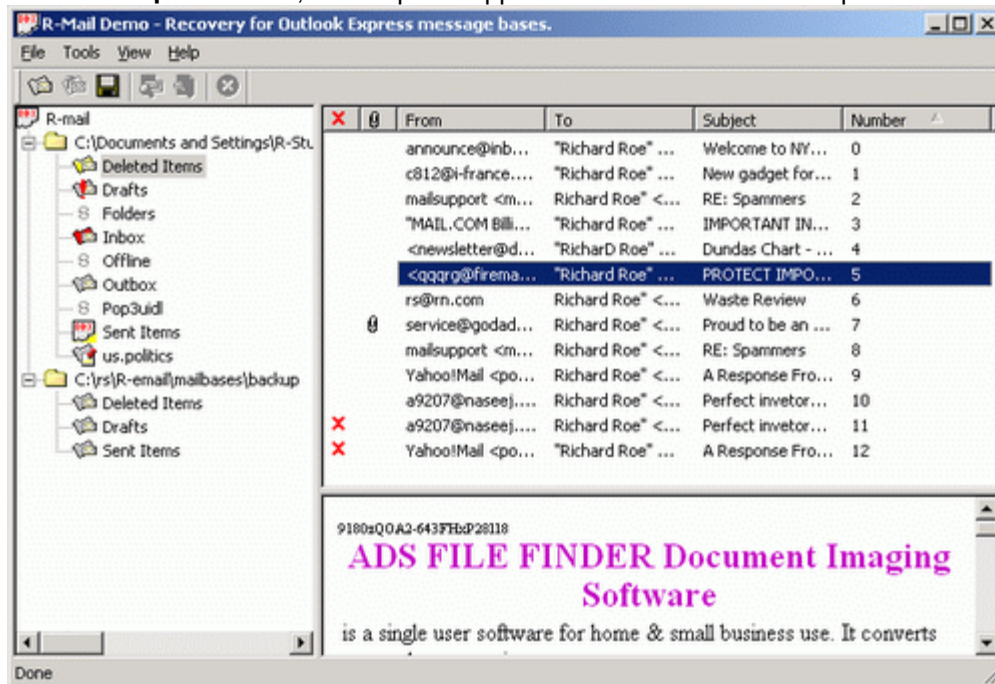 R-Mail Demo - Recovery for Outlook Express message bases.
File Tools View Help
R-mail
C:\Documents and Settings\R-Stu
Deleted Items
Drafts
Folders
Inbox
Offline
Outbox
Pop3uidl
Sent Items
us.politics
C:\rs\R-email\mailbases\backup
Deleted Items
Drafts
Sent Items
From To Subject Number
announce@inb... "Richard Roe" ... Welcome to NY... 0
c812@i-france.... "Richard Roe" ... New gadget for... 1
mailsupport <m... "Richard Roe" <... RE: Spammers 2
"MAIL.COM Billi... "Richard Roe" ... IMPORTANT IN... 3
<newsletter@d... "RicharD Roe" ... Dundas Chart - ... 4
<qqqrg@firema... "Richard Roe" ... PROTECT IMPO... 5
rs@rn.com Richard Roe" <... Waste Review 6
service@godad... Richard Roe" <... Proud to be an ... 7
mailsupport <m... Richard Roe" <... RE: Spammers 8
Yahoo!Mail <po... Richard Roe" <... A Response Fro... 9
a9207@naseej.... Richard Roe" <... Perfect invetor... 10
a9207@naseej.... Richard Roe" <... Perfect invetor... 11
Yahoo!Mail <po... "Richard Roe" ... A Response Fro... 12
ADS FILE FINDER Document Imaging
Software
is a single user software for home & small business use. It converts
Done